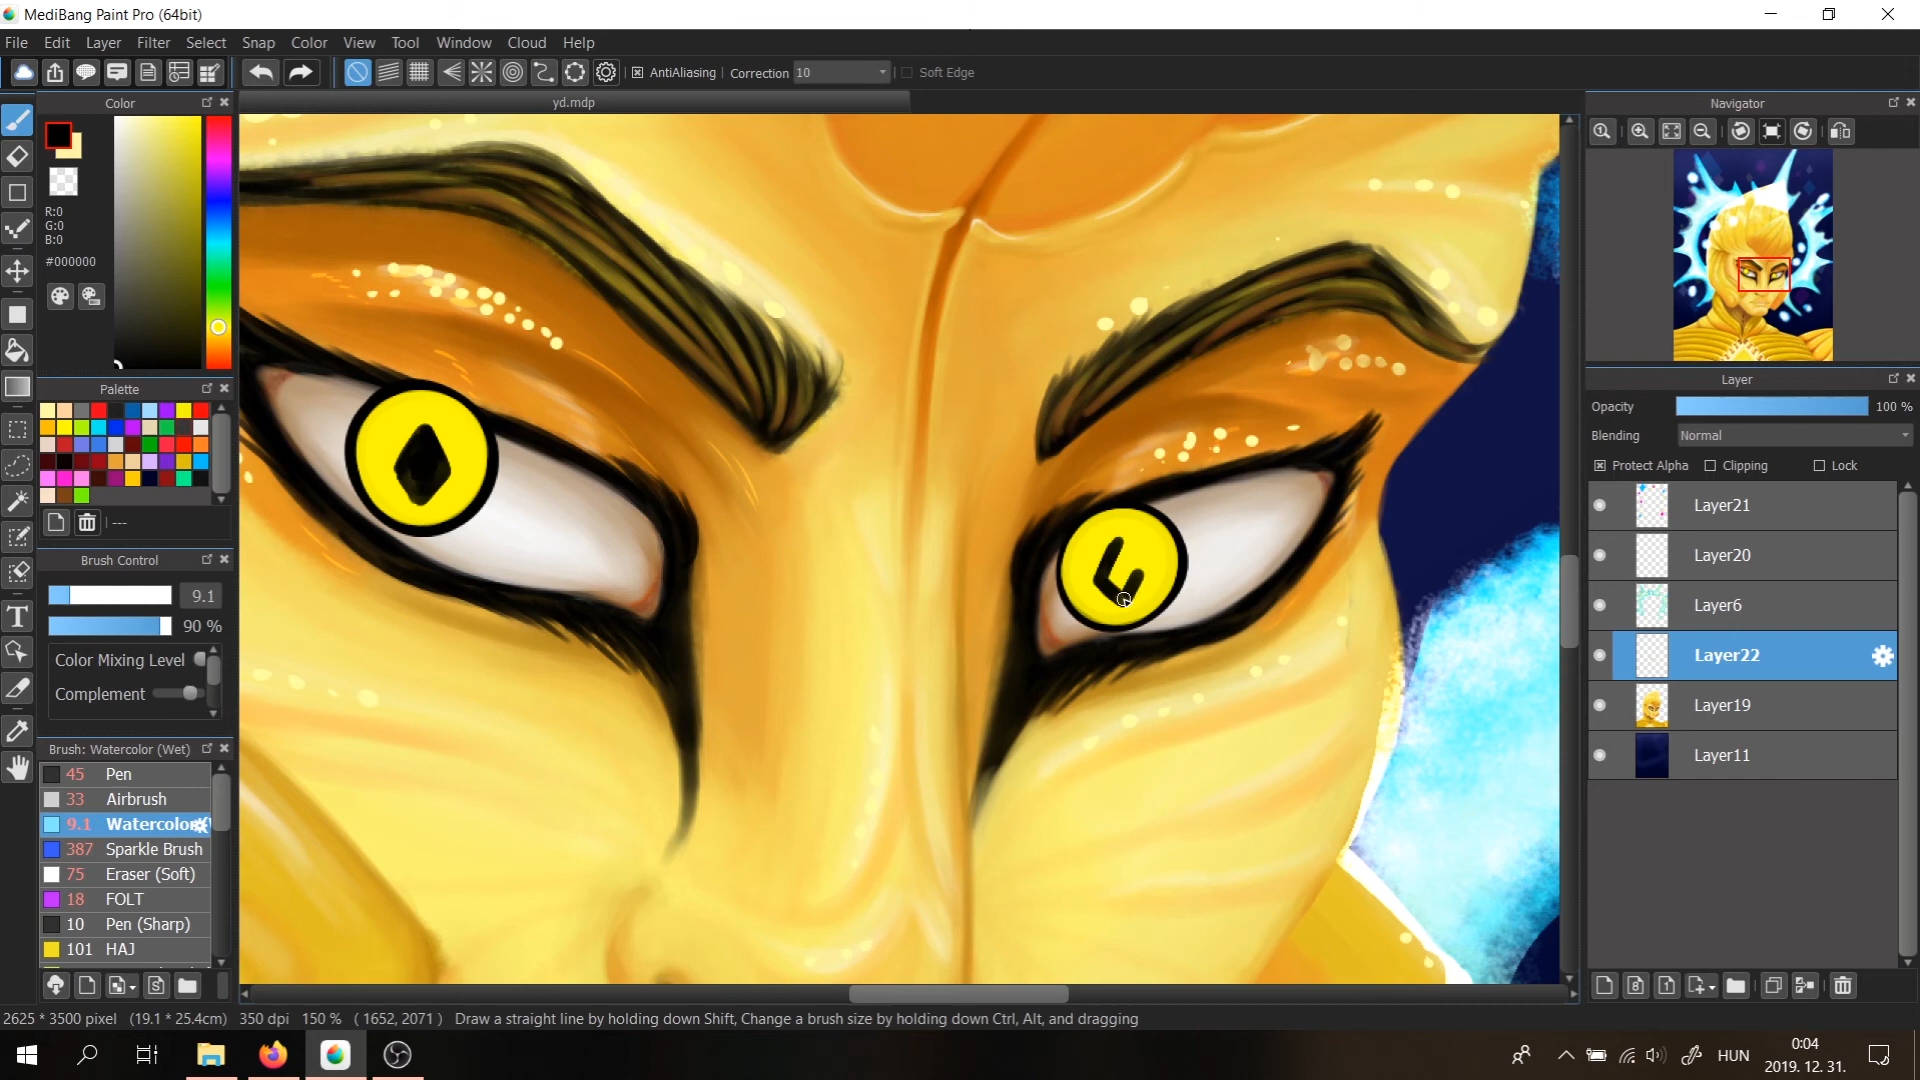 MediBang Paint Pro (64bit)
File Edit Layer Filter Select Snap Color View Tool Window Cloud Help
AntiAliasing Correction 10 Soft Edge
Color
yd.mdp
Navigator
R:0
G:0
B:0
#000000
Palette
---
Layer
Opacity 100 %
Blending Normal
Protect Alpha Clipping Lock
Layer21
Layer20
Layer6
Layer22
Layer19
Layer11
Brush Control
9.1
90 %
Color Mixing Level
Complement
Brush: Watercolor (Wet)
45 Pen
33 Airbrush
9.1 Watercolor
387 Sparkle Brush
75 Eraser (Soft)
18 FOLT
10 Pen (Sharp)
101 HAJ
2625 * 3500 pixel (19.1 * 25.4cm) 350 dpi 150 % ( 1652, 2071 ) Draw a straight line by holding down Shift, Change a brush size by holding down Ctrl, Alt, and dragging
HUN
0:04
2019. 12. 31.